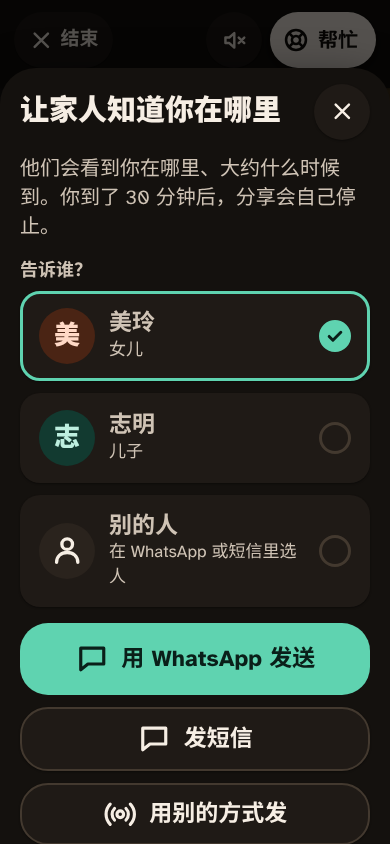 结束
帮忙
让家人知道你在哪里
他们会看到你在哪里、大约什么时候
到。你到了 30 分钟后，分享会自己停
止。
告诉谁？
美
美玲
女儿
志
志明
儿子
别的人
在 WhatsApp 或短信里选
人
用 WhatsApp 发送
发短信
用别的方式发